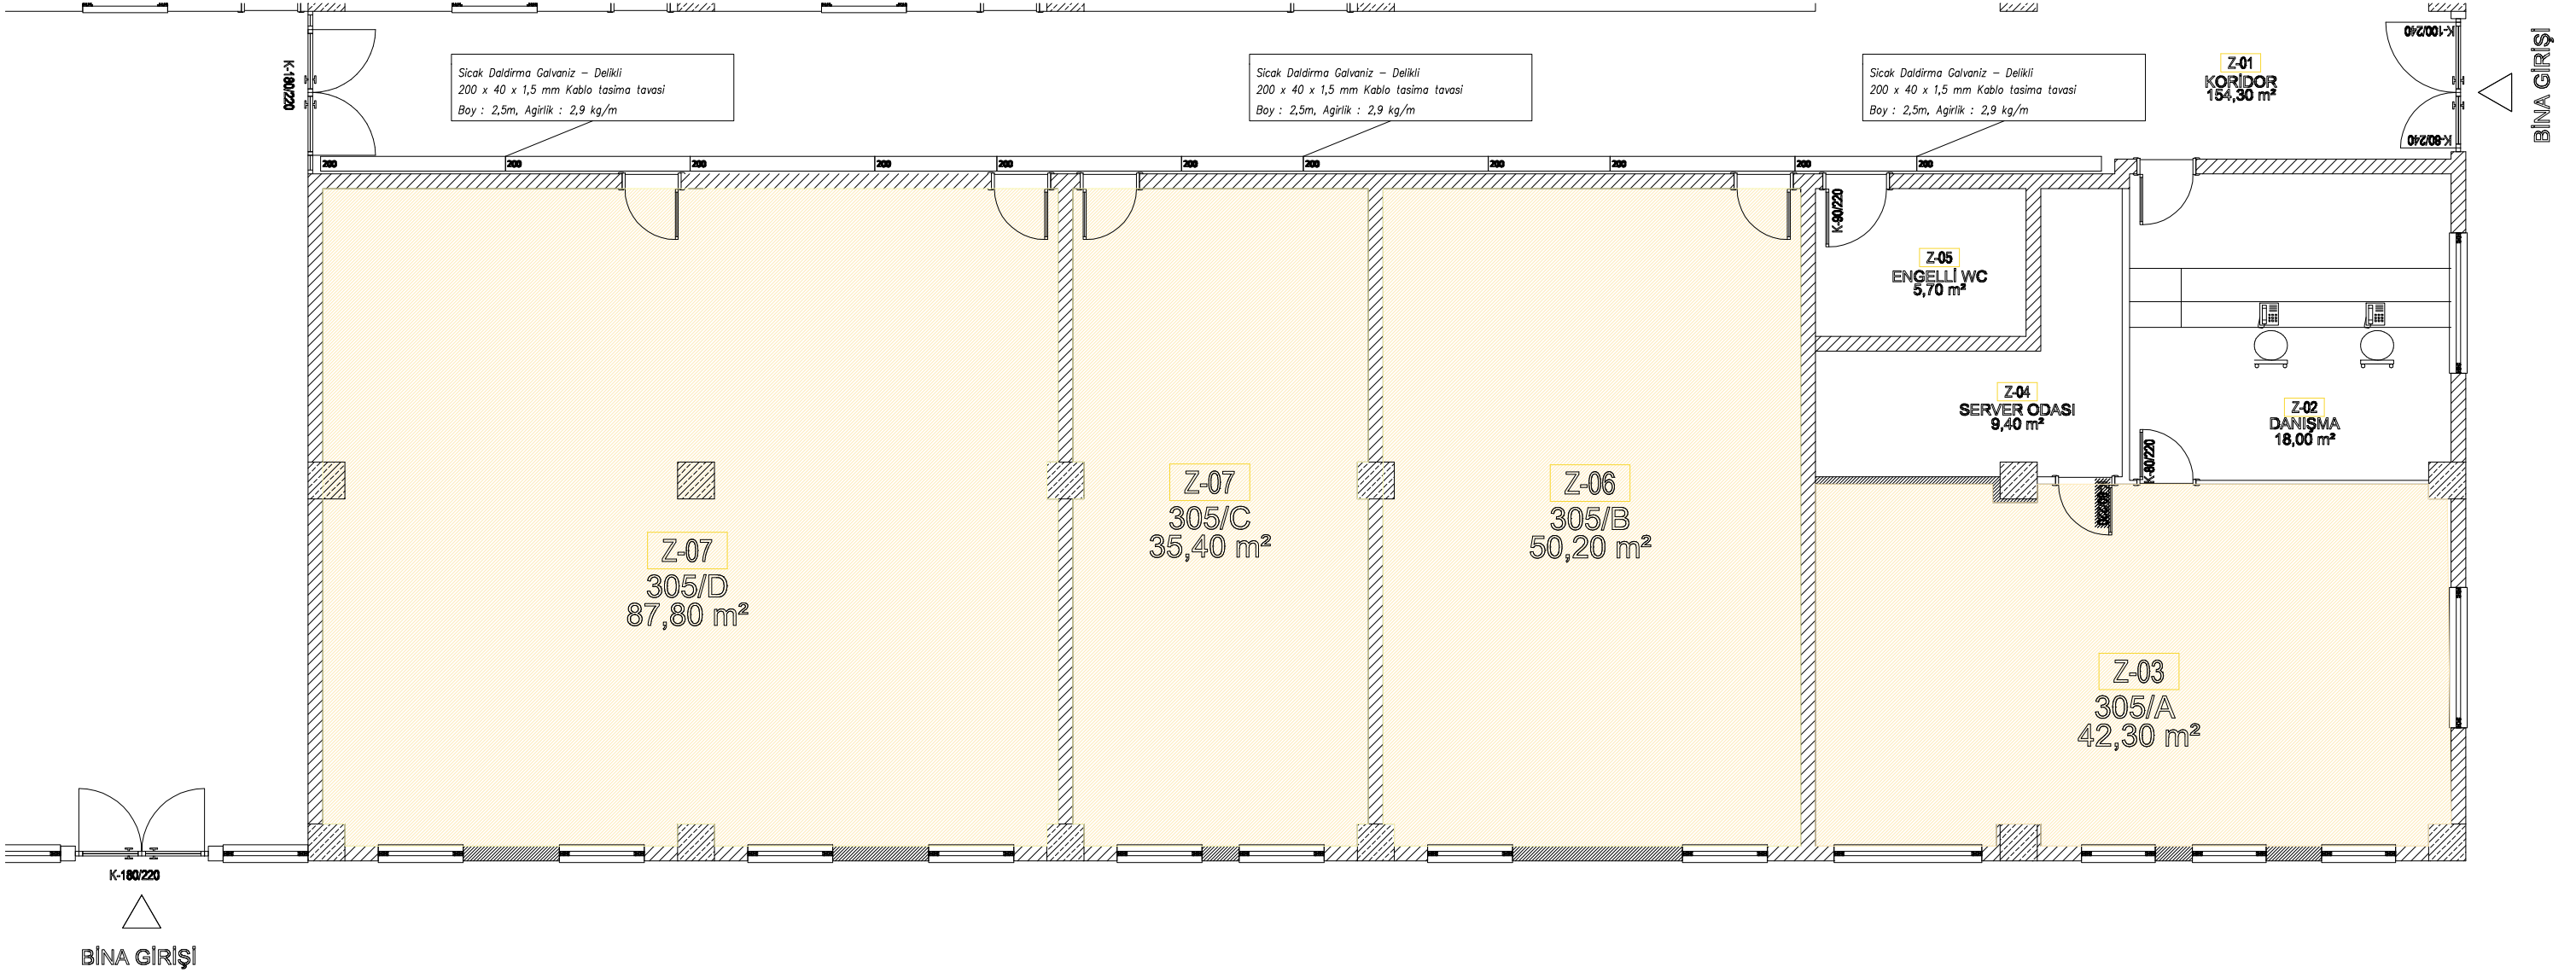 Sicak Daldirma Galvaniz - Delikli
200 x 40 x 1,5 mm Kablo tasima tavasi
Boy : 2,5m, Agirlik : 2,9 kg/m
Sicak Daldirma Galvaniz - Delikli
200 x 40 x 1,5 mm Kablo tasima tavasi
Boy : 2,5m, Agirlik : 2,9 kg/m
Sicak Daldirma Galvaniz - Delikli
200 x 40 x 1,5 mm Kablo tasima tavasi
Boy : 2,5m, Agirlik : 2,9 kg/m
K-180/220
Z-01
KORİDOR
154,30 m²
K-100/240
K-80/240
BİNA GİRİŞİ
200
200
200
200
200
200
200
200
200
200
200
K-90/220
Z-05
ENGELLİ WC
5,70 m²
Z-04
SERVER ODASI
9,40 m²
Z-02
DANIŞMA
18,00 m²
K-80/220
Z-07
305/D
87,80 m²
Z-07
305/C
35,40 m²
Z-06
305/B
50,20 m²
Z-03
305/A
42,30 m²
K-180/220
BİNA GİRİŞİ